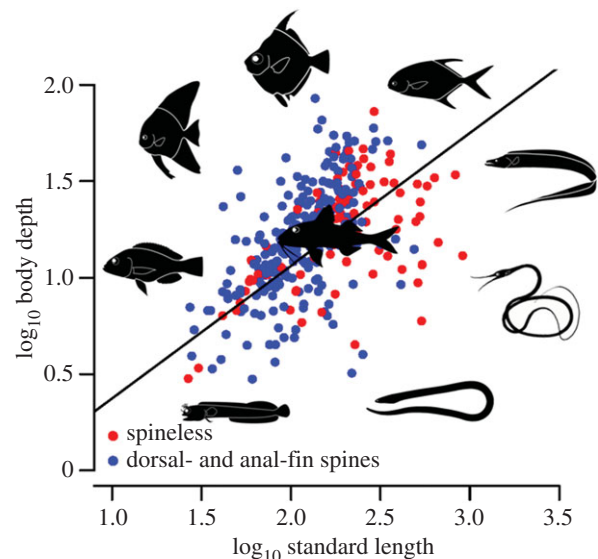 2.0
1.5
1.0
0.5
0
log10 body depth
spineless
dorsal- and anal-fin spines
1.0 1.5 2.0 2.5 3.0 3.5
log10 standard length